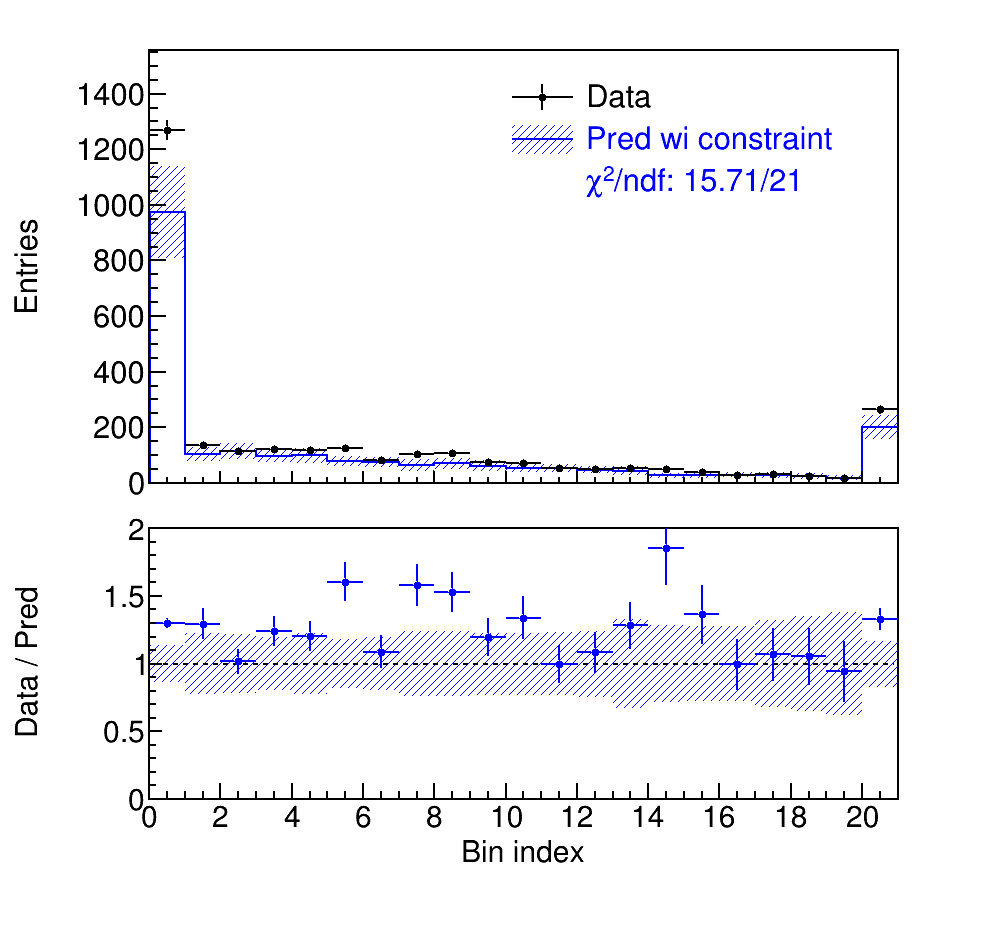 1400
1200
1000
800
600
400
200
0
Entries
Data
Pred wi constraint
χ²/ndf: 15.71/21
2
1.5
1
0.5
0
Data / Pred
0 2 4 6 8 10 12 14 16 18 20
Bin index